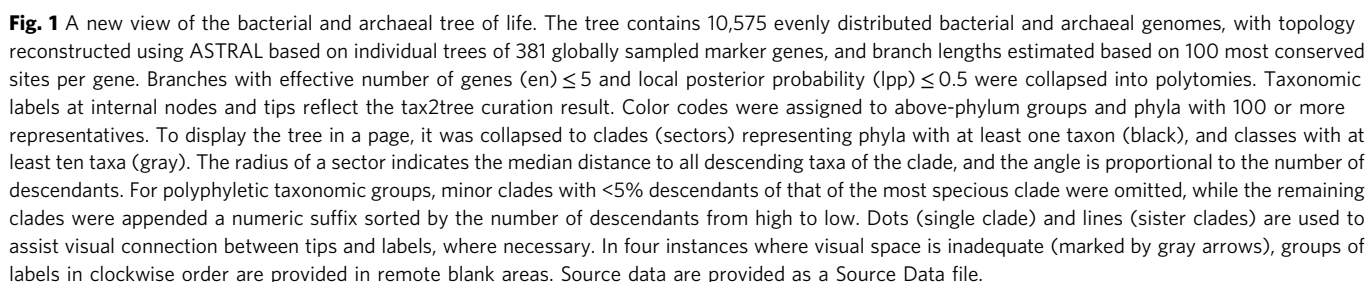 Fig. 1 A new view of the bacterial and archaeal tree of life. The tree contains 10,575 evenly distributed bacterial and archaeal genomes, with topology
reconstructed using ASTRAL based on individual trees of 381 globally sampled marker genes, and branch lengths estimated based on 100 most conserved
sites per gene. Branches with effective number of genes (en) ≤ 5 and local posterior probability (lpp) ≤ 0.5 were collapsed into polytomies. Taxonomic
labels at internal nodes and tips reflect the tax2tree curation result. Color codes were assigned to above-phylum groups and phyla with 100 or more
representatives. To display the tree in a page, it was collapsed to clades (sectors) representing phyla with at least one taxon (black), and classes with at
least ten taxa (gray). The radius of a sector indicates the median distance to all descending taxa of the clade, and the angle is proportional to the number of
descendants. For polyphyletic taxonomic groups, minor clades with <5% descendants of that of the most specious clade were omitted, while the remaining
clades were appended a numeric suffix sorted by the number of descendants from high to low. Dots (single clade) and lines (sister clades) are used to
assist visual connection between tips and labels, where necessary. In four instances where visual space is inadequate (marked by gray arrows), groups of
labels in clockwise order are provided in remote blank areas. Source data are provided as a Source Data file.